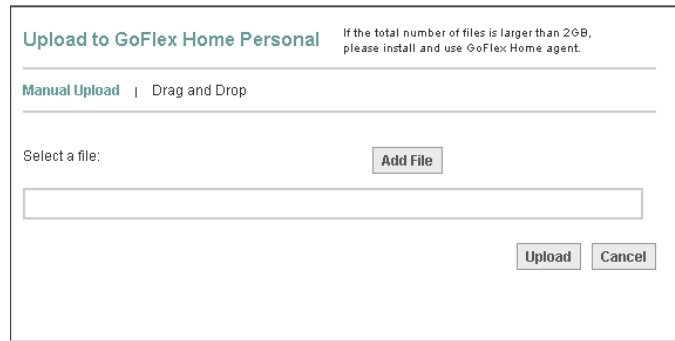 Upload to GoFlex Home Personal
If the total number of files is larger than 2GB,
please install and use GoFlex Home agent.
Manual Upload | Drag and Drop
Select a file:
Add File
Upload
Cancel